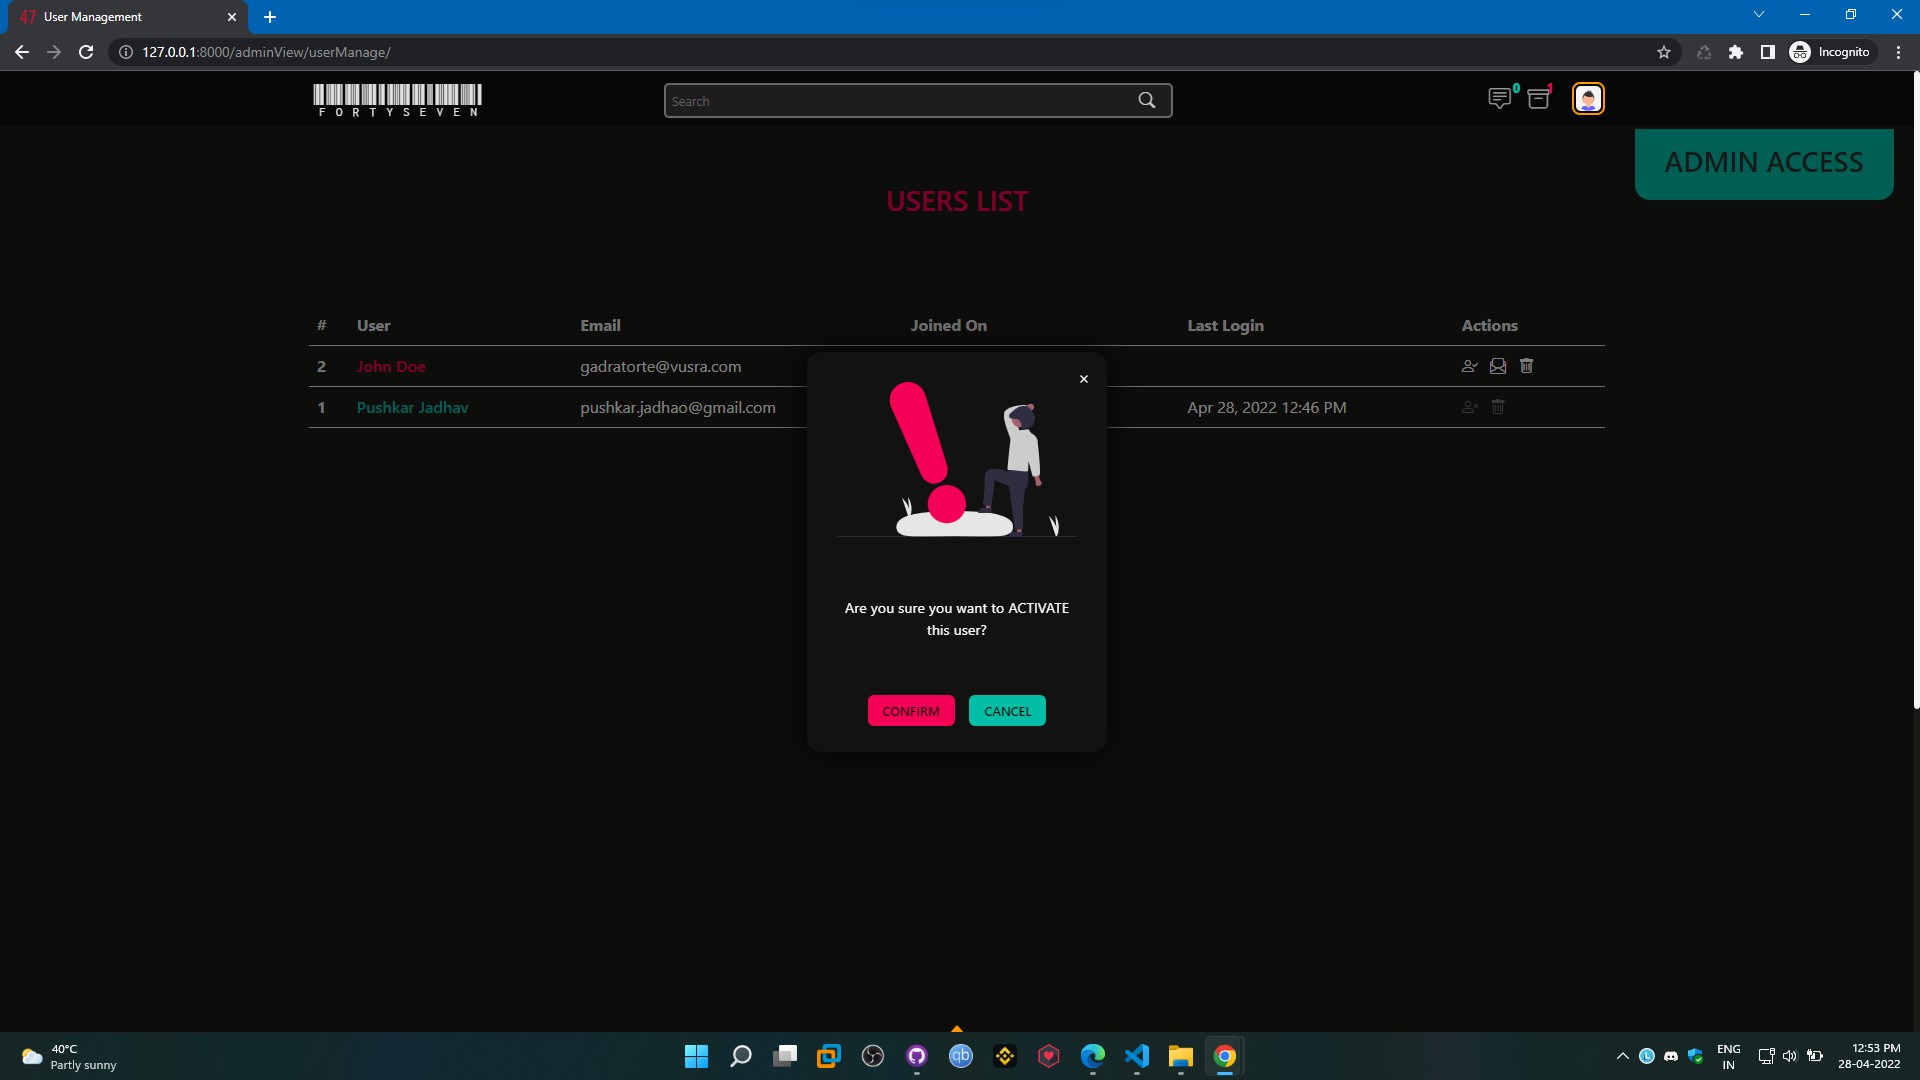 47 User Management
127.0.0.1:8000/adminView/userManage/
Incognito
FORTYSEVEN
Search
0
1
ADMIN ACCESS
USERS LIST
# User Email Joined On Last Login Actions
2 John Doe gadratorte@vusra.com
1 Pushkar Jadhav pushkar.jadhao@gmail.com Apr 28, 2022 12:46 PM
Are you sure you want to ACTIVATE
this user?
CONFIRM CANCEL
40°C
Partly sunny
qb
L
ENG
IN
12:53 PM
28-04-2022